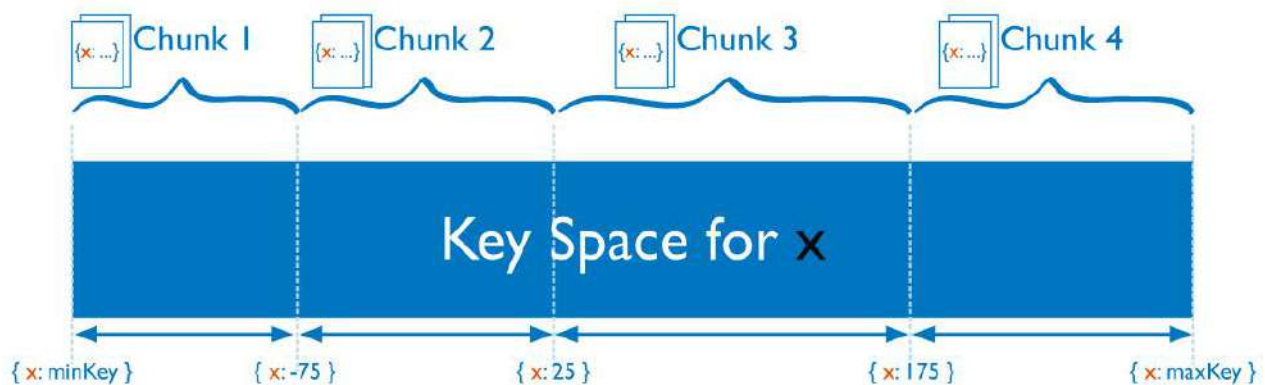 Chunk 1 Chunk 2 Chunk 3 Chunk 4
{x: ...} {x: ...} {x: ...} {x: ...}
Key Space for x
{ x: minKey } { x: -75 } { x: 25 } { x: 175 } { x: maxKey }